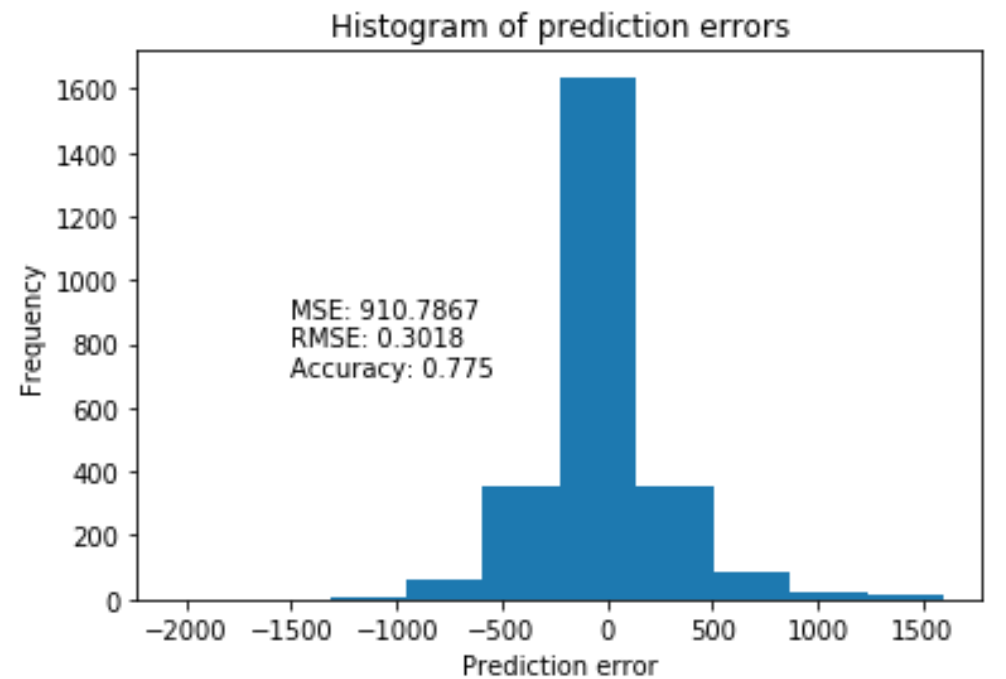 Histogram of prediction errors
1600
1400
1200
1000
800
600
400
200
0
Frequency
MSE: 910.7867
RMSE: 0.3018
Accuracy: 0.775
−2000 −1500 −1000 −500 0 500 1000 1500
Prediction error